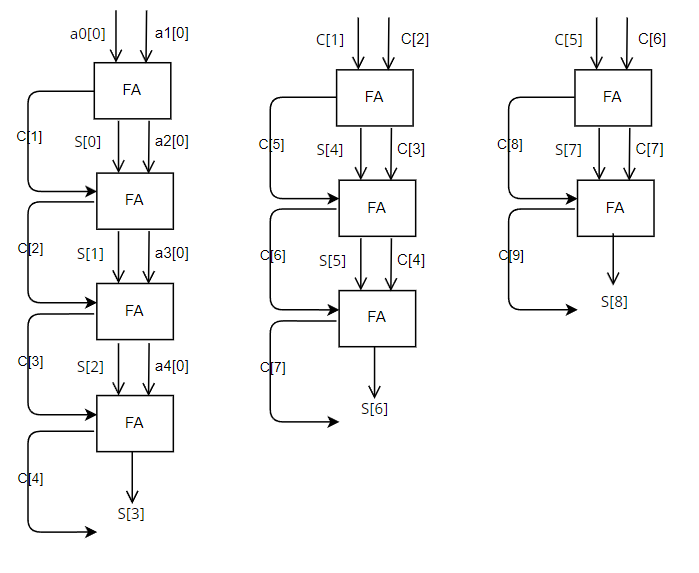 a0[0] a1[0]
FA
C[1]
S[0] a2[0]
FA
C[2]
S[1] a3[0]
FA
C[3]
S[2] a4[0]
FA
C[4]
S[3]
C[1] C[2]
FA
C[5]
S[4] C[3]
FA
C[6]
S[5] C[4]
FA
C[7]
S[6]
C[5] C[6]
FA
C[8]
S[7] C[7]
FA
C[9]
S[8]